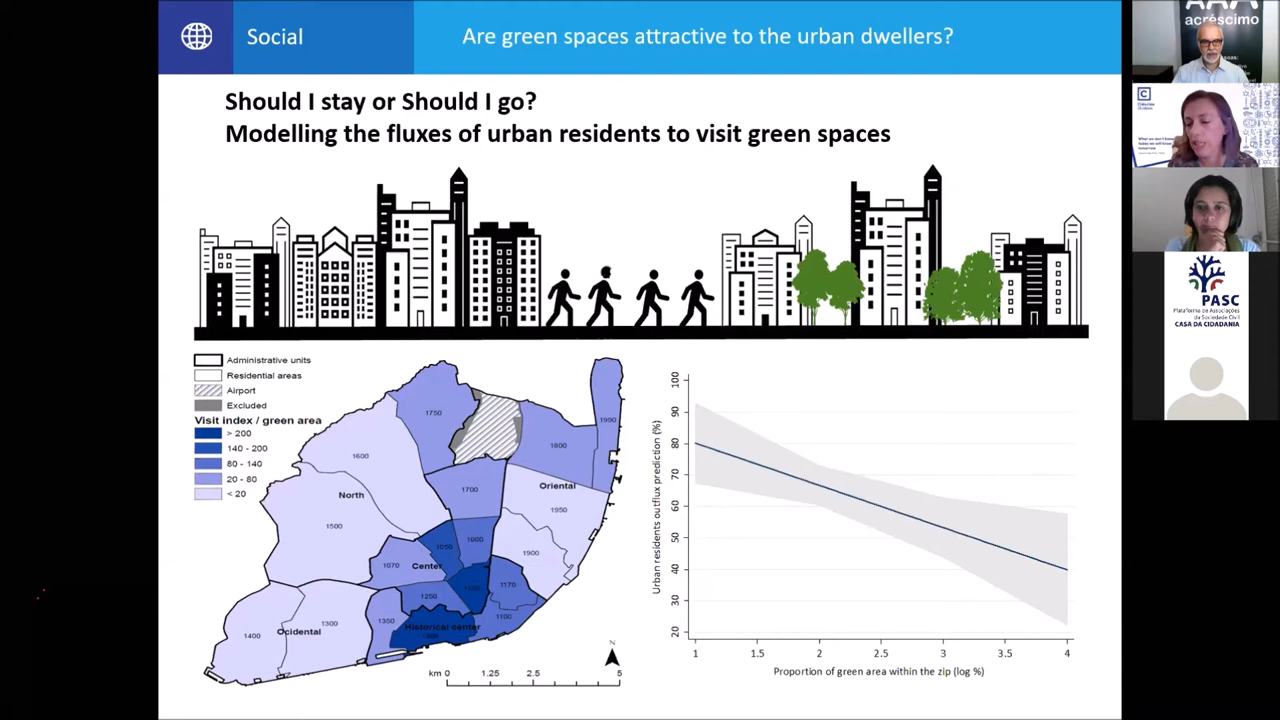 Social
Are green spaces attractive to the urban dwellers?
Should I stay or Should I go?
Modelling the fluxes of urban residents to visit green spaces
Administrative units
Residential areas
Airport
Excluded
Visit index / green area
> 200
140 - 200
80 - 140
20 - 80
< 20
1750
1990
1800
1600
1700
Oriental
North
1950
1500
1050
1000
1900
1070
Center
1170
1250
1100
1300
1350
Historical center
1400
Ocidental
N
km 0 1.25 2.5 5
Urban residents outflux prediction (%)
100
90
80
70
60
50
40
30
20
1 1.5 2 2.5 3 3.5 4
Proportion of green area within the zip (log %)
acréscimo
PASC
Plataforma de Associações
da Sociedade Civil
CASA DA CIDADANIA